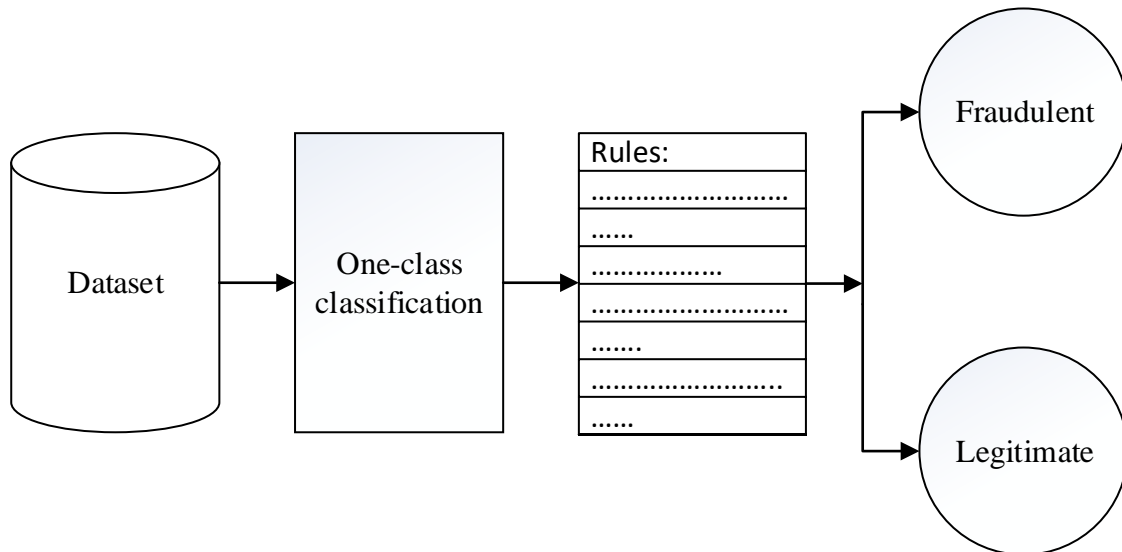 Dataset
One-class
classification
Rules:
...........................
......
..................
...........................
.......
..........................
......
Fraudulent
Legitimate